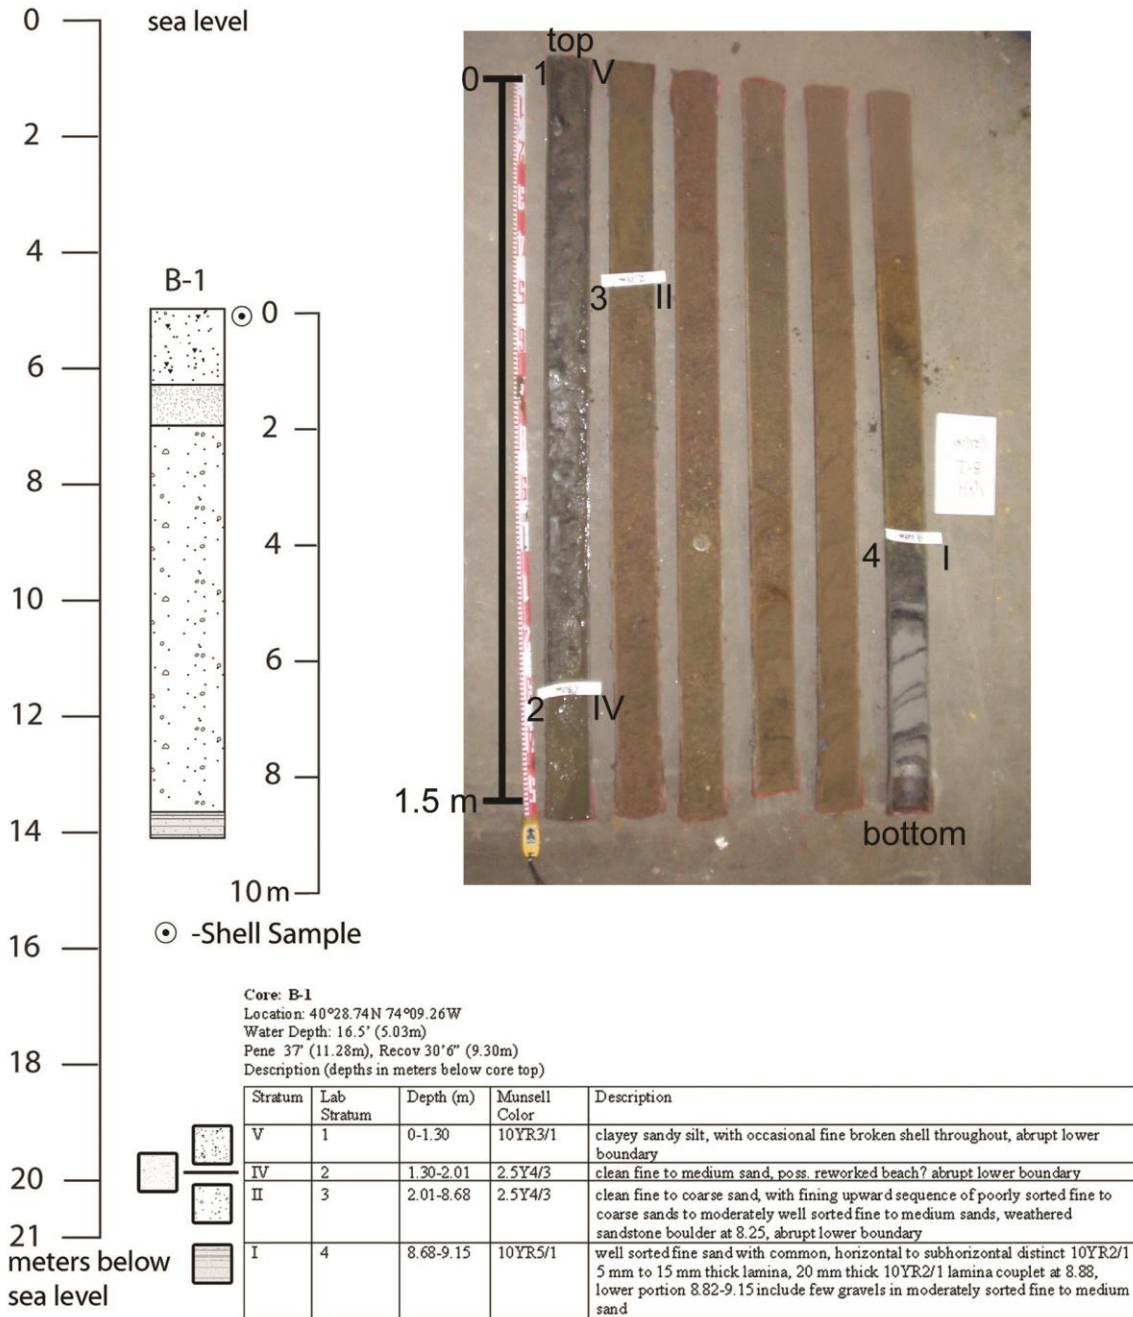 0
2
4
6
8
10
12
14
16
18
20
21
meters below
sea level
sea level
B-1
0
2
4
6
8
10 m
-Shell Sample
top
0
1 V
3 II
2 IV
4 I
1.5 m
bottom
Core: B-1
Location: 40°28.74N 74°09.26W
Water Depth: 16.5’ (5.03m)
Pene 37’ (11.28m), Recov 30’6” (9.30m)
Description (depths in meters below core top)
Stratum Lab Stratum Depth (m) Munsell Color Description
V 1 0-1.30 10YR3/1 clayey sandy silt, with occasional fine broken shell throughout, abrupt lower
boundary
IV 2 1.30-2.01 2.5Y4/3 clean fine to medium sand, poss. reworked beach? abrupt lower boundary
II 3 2.01-8.68 2.5Y4/3 clean fine to coarse sand, with fining upward sequence of poorly sorted fine to
coarse sands to moderately well sorted fine to medium sands, weathered
sandstone boulder at 8.25, abrupt lower boundary
I 4 8.68-9.15 10YR5/1 well sorted fine sand with common, horizontal to subhorizontal distinct 10YR2/1
5 mm to 15 mm thick lamina, 20 mm thick 10YR2/1 lamina couplet at 8.88,
lower portion 8.82-9.15 include few gravels in moderately sorted fine to medium
sand